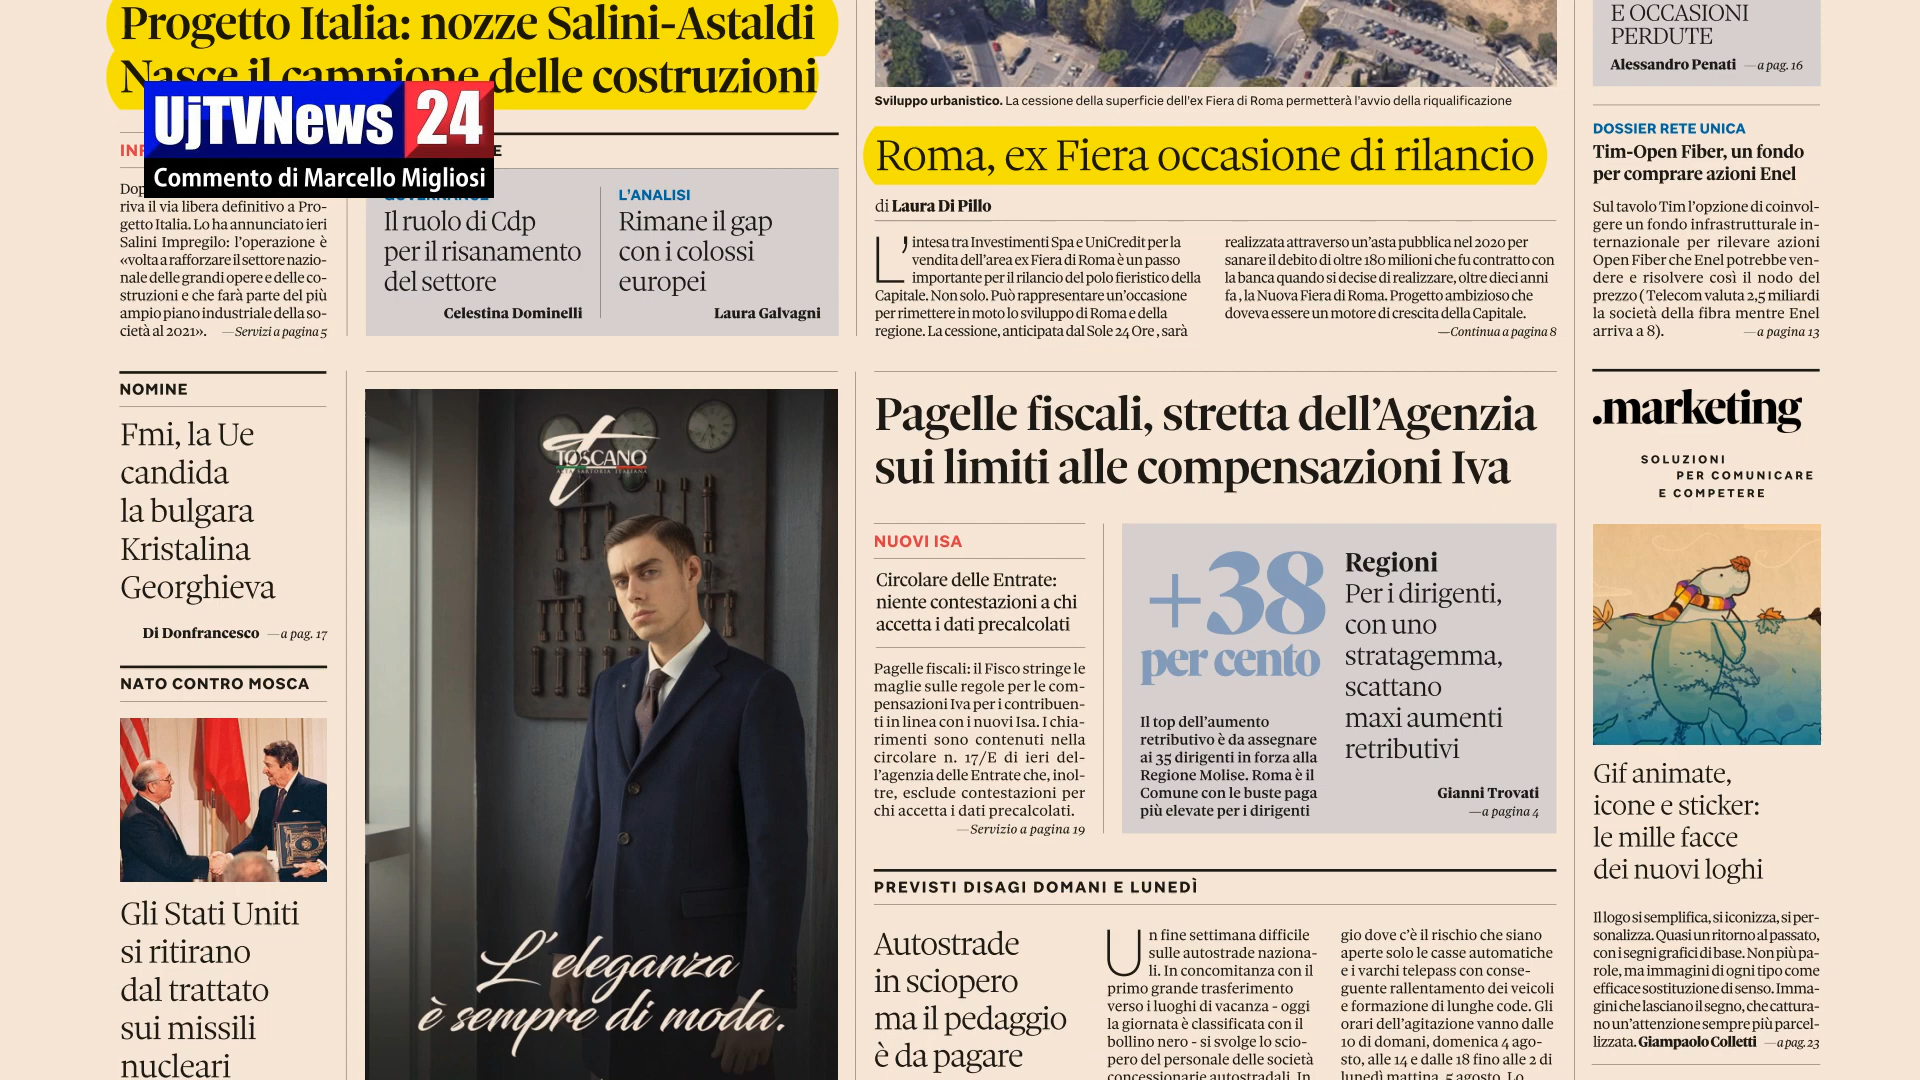 Progetto Italia: nozze Salini-Astaldi
Nasce il campione delle costruzioni
UjTVNews 24
Commento di Marcello Migliosi
riva il via libera definitivo a Pro-
getto Italia. Lo ha annunciato ieri
Salini Impregilo: l'operazione è
«volta a rafforzare il settore nazio-
nale delle grandi opere e delle co-
struzioni e che farà parte del più
ampio piano industriale della so-
cietà al 2021». —Servizi a pagina 5
Il ruolo di Cdp
per il risanamento
del settore
Celestina Dominelli
L'ANALISI
Rimane il gap
con i colossi
europei
Laura Galvagni
NOMINE
Fmi, la Ue
candida
la bulgara
Kristalina
Georghieva
Di Donfrancesco —a pag. 17
NATO CONTRO MOSCA
Gli Stati Uniti
si ritirano
dal trattato
sui missili
nucleari
TOSCANO
ALTA SARTORIA ITALIANA
L'eleganza
è sempre di moda.
Sviluppo urbanistico. La cessione della superficie dell'ex Fiera di Roma permetterà l'avvio della riqualificazione
Roma, ex Fiera occasione di rilancio
di Laura Di Pillo
L'intesa tra Investimenti Spa e UniCredit per la
vendita dell'area ex Fiera di Roma è un passo
importante per il rilancio del polo fieristico della
Capitale. Non solo. Può rappresentare un'occasione
per rimettere in moto lo sviluppo di Roma e della
regione. La cessione, anticipata dal Sole 24 Ore , sarà
realizzata attraverso un'asta pubblica nel 2020 per
sanare il debito di oltre 180 milioni che fu contratto con
la banca quando si decise di realizzare, oltre dieci anni
fa , la Nuova Fiera di Roma. Progetto ambizioso che
doveva essere un motore di crescita della Capitale.
—Continua a pagina 8
Pagelle fiscali, stretta dell'Agenzia
sui limiti alle compensazioni Iva
NUOVI ISA
Circolare delle Entrate:
niente contestazioni a chi
accetta i dati precalcolati
Pagelle fiscali: il Fisco stringe le
maglie sulle regole per le com-
pensazioni Iva per i contribuen-
ti in linea con i nuovi Isa. I chia-
rimenti sono contenuti nella
circolare n. 17/E di ieri del-
l'agenzia delle Entrate che, inol-
tre, esclude contestazioni per
chi accetta i dati precalcolati.
—Servizio a pagina 19
+38
per cento
Il top dell'aumento
retributivo è da assegnare
ai 35 dirigenti in forza alla
Regione Molise. Roma è il
Comune con le buste paga
più elevate per i dirigenti
Regioni
Per i dirigenti,
con uno
stratagemma,
scattano
maxi aumenti
retributivi
Gianni Trovati
—a pagina 4
PREVISTI DISAGI DOMANI E LUNEDÌ
Autostrade
in sciopero
ma il pedaggio
è da pagare
Un fine settimana difficile
sulle autostrade naziona-
li. In concomitanza con il
primo grande trasferimento
verso i luoghi di vacanza - oggi
la giornata è classificata con il
bollino nero - si svolge lo scio-
pero del personale delle società
concessionarie autostradali. In
gio dove c'è il rischio che siano
aperte solo le casse automatiche
e i varchi telepass con conse-
guente rallentamento dei veicoli
e formazione di lunghe code. Gli
orari dell'agitazione vanno dalle
10 di domani, domenica 4 ago-
sto, alle 14 e dalle 18 fino alle 2 di
lunedì mattina, 5 agosto. Lo
E OCCASIONI
PERDUTE
Alessandro Penati —a pag. 16
DOSSIER RETE UNICA
Tim-Open Fiber, un fondo
per comprare azioni Enel
Sul tavolo Tim l'opzione di coinvol-
gere un fondo infrastrutturale in-
ternazionale per rilevare azioni
Open Fiber che Enel potrebbe ven-
dere e risolvere così il nodo del
prezzo ( Telecom valuta 2,5 miliardi
la società della fibra mentre Enel
arriva a 8). —a pagina 13
.marketing
SOLUZIONI
PER COMUNICARE
E COMPETERE
Gif animate,
icone e sticker:
le mille facce
dei nuovi loghi
Il logo si semplifica, si iconizza, si per-
sonalizza. Quasi un ritorno al passato,
con i segni grafici di base. Non più pa-
role, ma immagini di ogni tipo come
efficace sostituzione di senso. Imma-
gini che lasciano il segno, che cattura-
no un'attenzione sempre più parcel-
lizzata. Giampaolo Colletti —a pag. 23